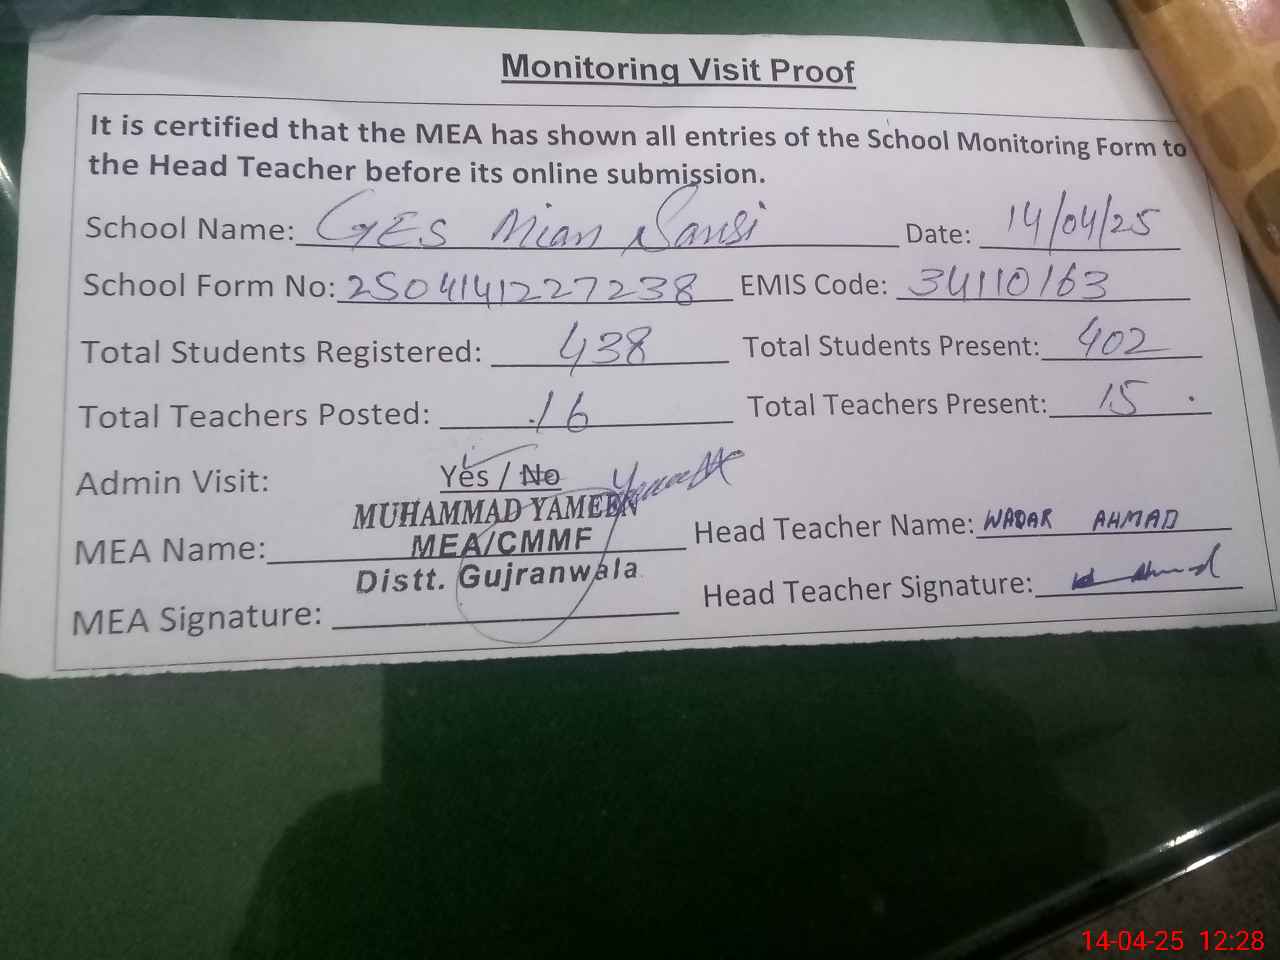 Monitoring Visit Proof
It is certified that the MEA has shown all entries of the School Monitoring Form to
the Head Teacher before its online submission.
School Name: GES Mian Sansi Date: 14/04/25
School Form No: 2504141227238 EMIS Code: 34110163
Total Students Registered: 438 Total Students Present: 402
Total Teachers Posted: 16 Total Teachers Present: 15
Admin Visit: Yes / No
MUHAMMAD YAMEEN
MEA Name: MEA/CMMF Head Teacher Name: WAQAR AHMAD
Distt. Gujranwala
MEA Signature: Head Teacher Signature:
14-04-25 12:28